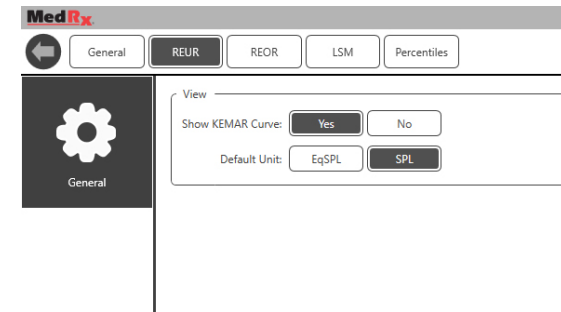 MedRx
General REUR REOR LSM Percentiles
View
Show KEMAR Curve: Yes No
Default Unit: EqSPL SPL
General